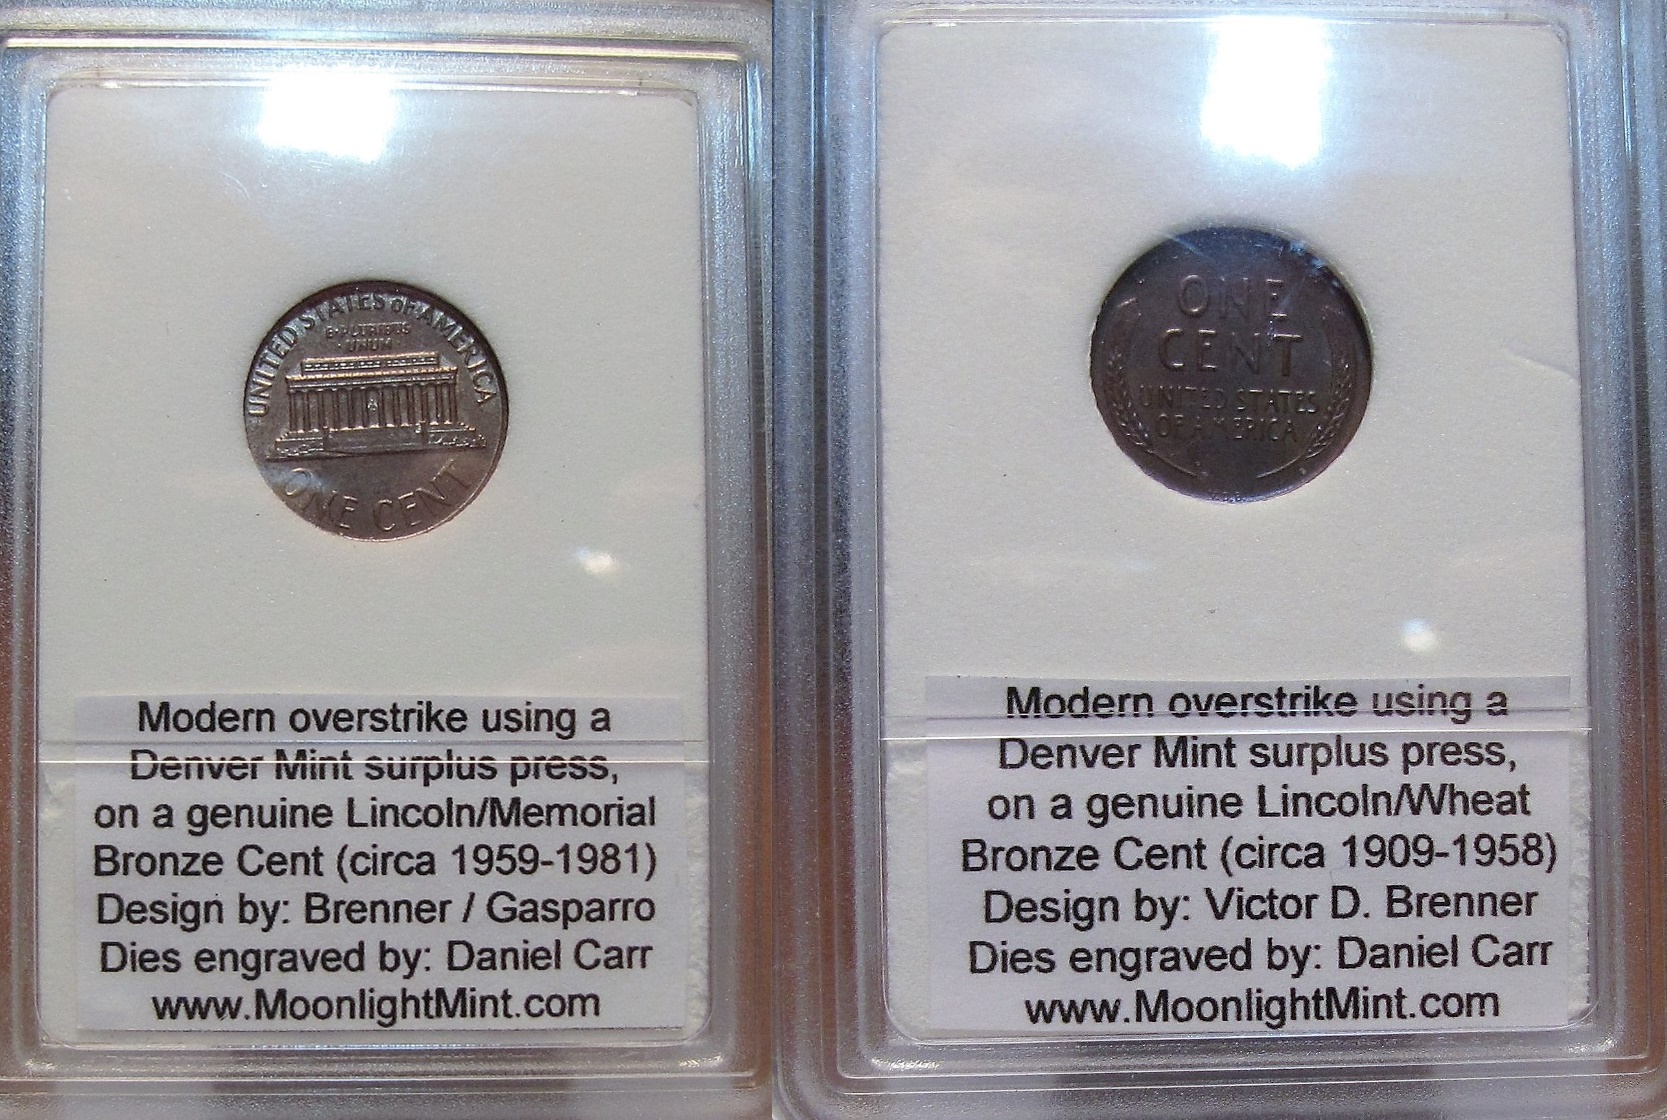 UNITED STATES OF AMERICA
E PLURIBUS
UNUM
ONE CENT
Modern overstrike using a
Denver Mint surplus press,
on a genuine Lincoln/Memorial
Bronze Cent (circa 1959-1981)
Design by: Brenner / Gasparro
Dies engraved by: Daniel Carr
www.MoonlightMint.com
ONE
CENT
UNITED STATES
OF AMERICA
Modern overstrike using a
Denver Mint surplus press,
on a genuine Lincoln/Wheat
Bronze Cent (circa 1909-1958)
Design by: Victor D. Brenner
Dies engraved by: Daniel Carr
www.MoonlightMint.com